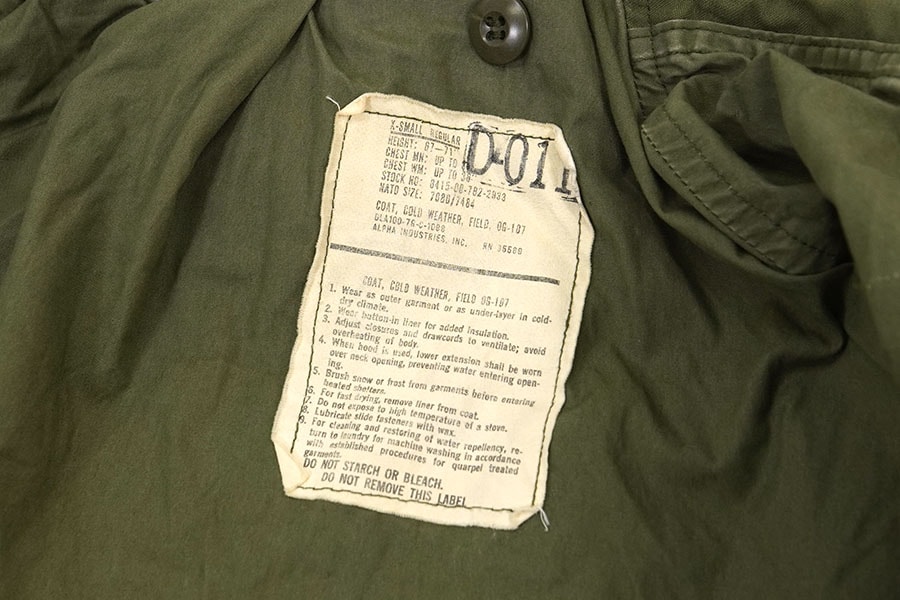 X-SMALL REGULAR
D-011
HEIGHT: 67-71"
CHEST MN: UP TO
CHEST WM: UP TO
STOCK NO: 8415-00-782-2933
NATO SIZE: 7080/7484
COAT, COLD WEATHER, FIELD, OG-107
DLA100-76-C-1088
ALPHA INDUSTRIES, INC. RN 35580
COAT, COLD WEATHER, FIELD OG-107
1. Wear as outer garment or as under-layer in cold-
dry climate.
2. Wear button-in liner for added insulation.
3. Adjust closures and drawcords to ventilate; avoid
overheating of body.
4. When hood is used, lower extension shall be worn
over neck opening, preventing water entering open-
ing.
5. Brush snow or frost from garments before entering
heated shelters.
6. For fast drying, remove liner from coat.
7. Do not expose to high temperature of a stove.
8. Lubricate slide fasteners with wax.
9. For cleaning and restoring of water repellency, re-
turn to laundry for machine washing in accordance
with established procedures for quarpel treated
garments.
DO NOT STARCH OR BLEACH.
DO NOT REMOVE THIS LABEL